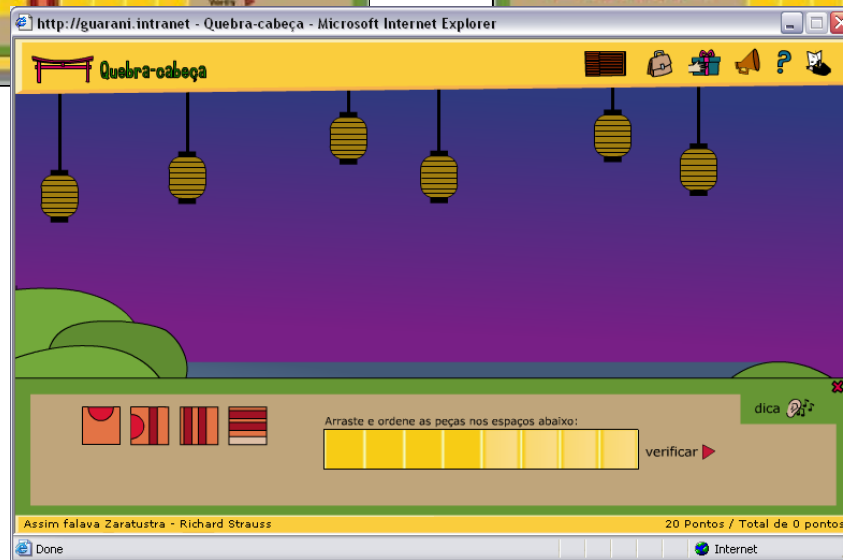 http://guarani.intranet - Quebra-cabeça - Microsoft Internet Explorer
Quebra-cabeça
?
dica
Arraste e ordene as peças nos espaços abaixo:
verificar
Assim falava Zaratustra - Richard Strauss
20 Pontos / Total de 0 pontos
Done
Internet